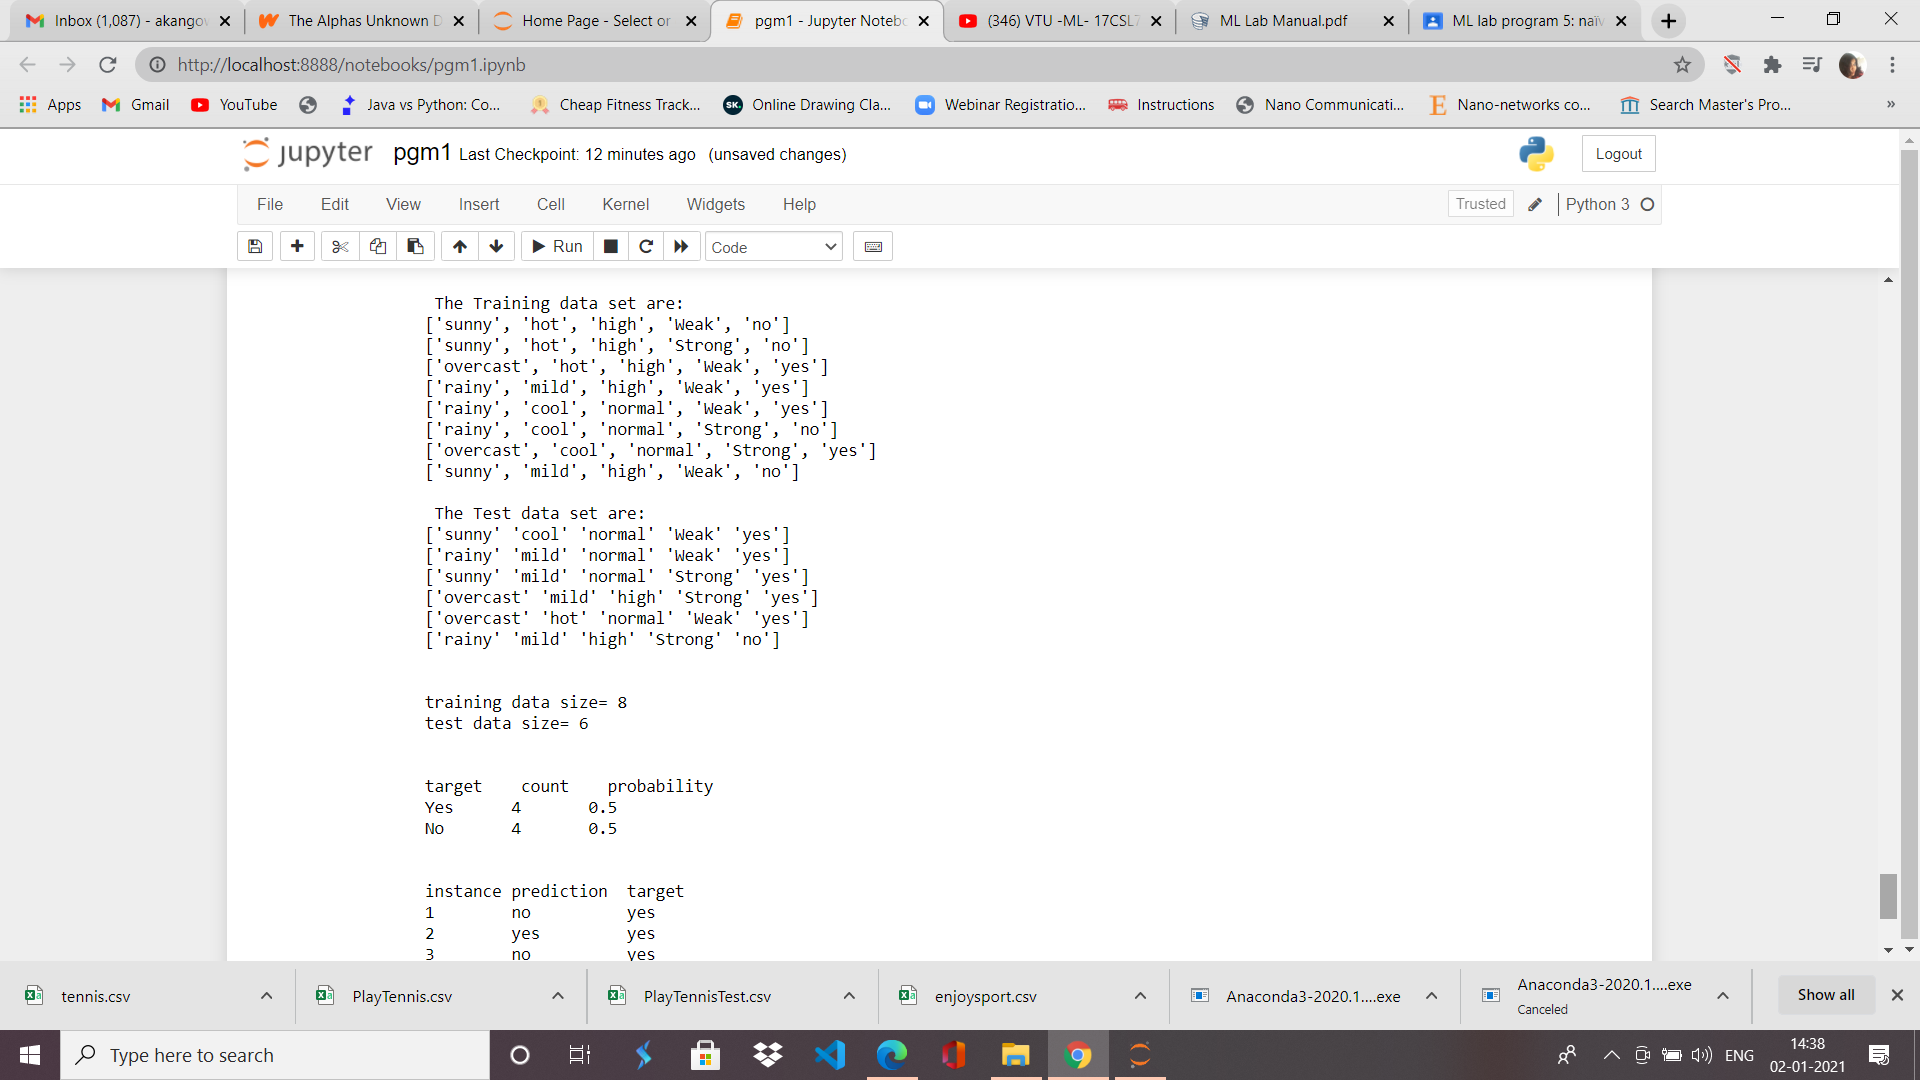 Inbox (1,087) - akangov
The Alphas Unknown D
Home Page - Select or
pgm1 - Jupyter Notebo
(346) VTU -ML- 17CSL7
ML Lab Manual.pdf
ML lab program 5: naïv
http://localhost:8888/notebooks/pgm1.ipynb
Apps Gmail YouTube Java vs Python: Co... Cheap Fitness Track... SK. Online Drawing Cla... Webinar Registratio... Instructions Nano Communicati... Nano-networks co... Search Master's Pro... »
jupyter pgm1 Last Checkpoint: 12 minutes ago (unsaved changes) Logout
File Edit View Insert Cell Kernel Widgets Help Trusted Python 3
Run Code
The Training data set are:
['sunny', 'hot', 'high', 'Weak', 'no']
['sunny', 'hot', 'high', 'Strong', 'no']
['overcast', 'hot', 'high', 'Weak', 'yes']
['rainy', 'mild', 'high', 'Weak', 'yes']
['rainy', 'cool', 'normal', 'Weak', 'yes']
['rainy', 'cool', 'normal', 'Strong', 'no']
['overcast', 'cool', 'normal', 'Strong', 'yes']
['sunny', 'mild', 'high', 'Weak', 'no']
The Test data set are:
['sunny' 'cool' 'normal' 'Weak' 'yes']
['rainy' 'mild' 'normal' 'Weak' 'yes']
['sunny' 'mild' 'normal' 'Strong' 'yes']
['overcast' 'mild' 'high' 'Strong' 'yes']
['overcast' 'hot' 'normal' 'Weak' 'yes']
['rainy' 'mild' 'high' 'Strong' 'no']
training data size= 8
test data size= 6
target count probability
Yes 4 0.5
No 4 0.5
instance prediction target
1 no yes
2 yes yes
3 no yes
tennis.csv
PlayTennis.csv
PlayTennisTest.csv
enjoysport.csv
Anaconda3-2020.1....exe
Anaconda3-2020.1....exe
Canceled
Show all
Type here to search
ENG
14:38
02-01-2021